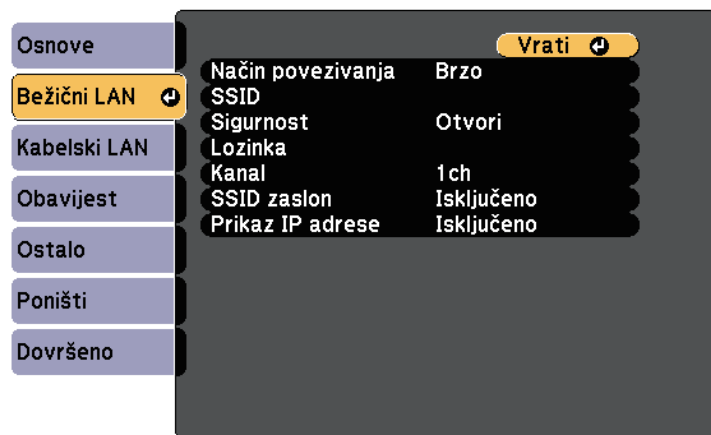 Osnove
Bežični LAN
Kabelski LAN
Obavijest
Ostalo
Poništi
Dovršeno
Vrati
Način povezivanja Brzo
SSID
Sigurnost Otvori
Lozinka
Kanal 1ch
SSID zaslon Isključeno
Prikaz IP adrese Isključeno